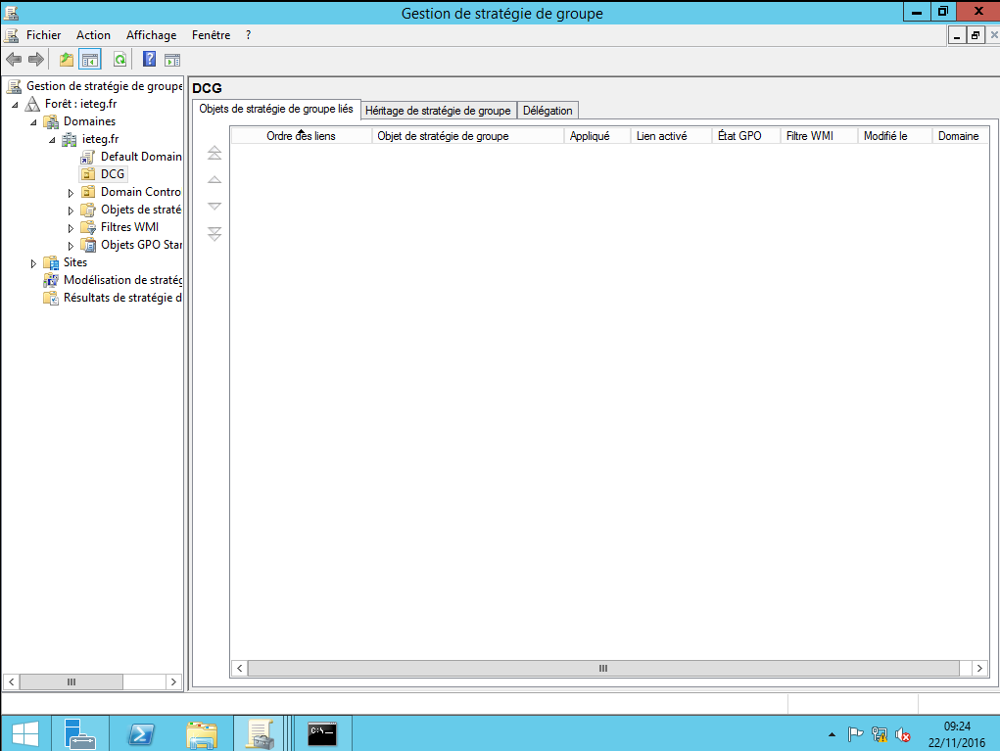 Gestion de stratégie de groupe
Fichier Action Affichage Fenêtre ?
Gestion de stratégie de groupe
Forêt : ieteg.fr
Domaines
ieteg.fr
Default Domain
DCG
Domain Contro
Objets de straté
Filtres WMI
Objets GPO Star
Sites
Modélisation de stratég
Résultats de stratégie d
DCG
Objets de stratégie de groupe liés Héritage de stratégie de groupe Délégation
Ordre des liens Objet de stratégie de groupe Appliqué Lien activé État GPO Filtre WMI Modifié le Domaine
C:\_
09:24
22/11/2016